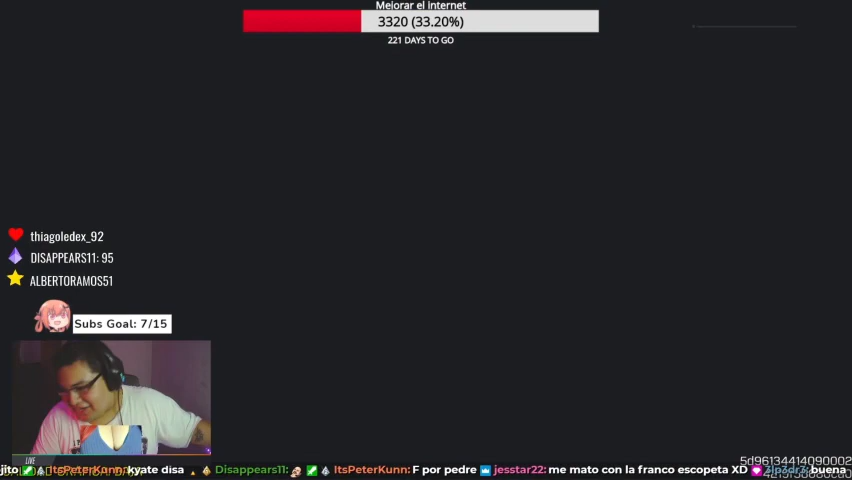 Mejorar el internet
3320 (33.20%)
221 DAYS TO GO
thiagoledex_92
DISAPPEARS11: 95
ALBERTORAMOS51
Subs Goal: 7/15
LIVE
5d96134414090002
jito ItsPeterKunn: kyate disa Disappears11: ItsPeterKunn: F por pedre jesstar22: me mato con la franco escopeta XD buena